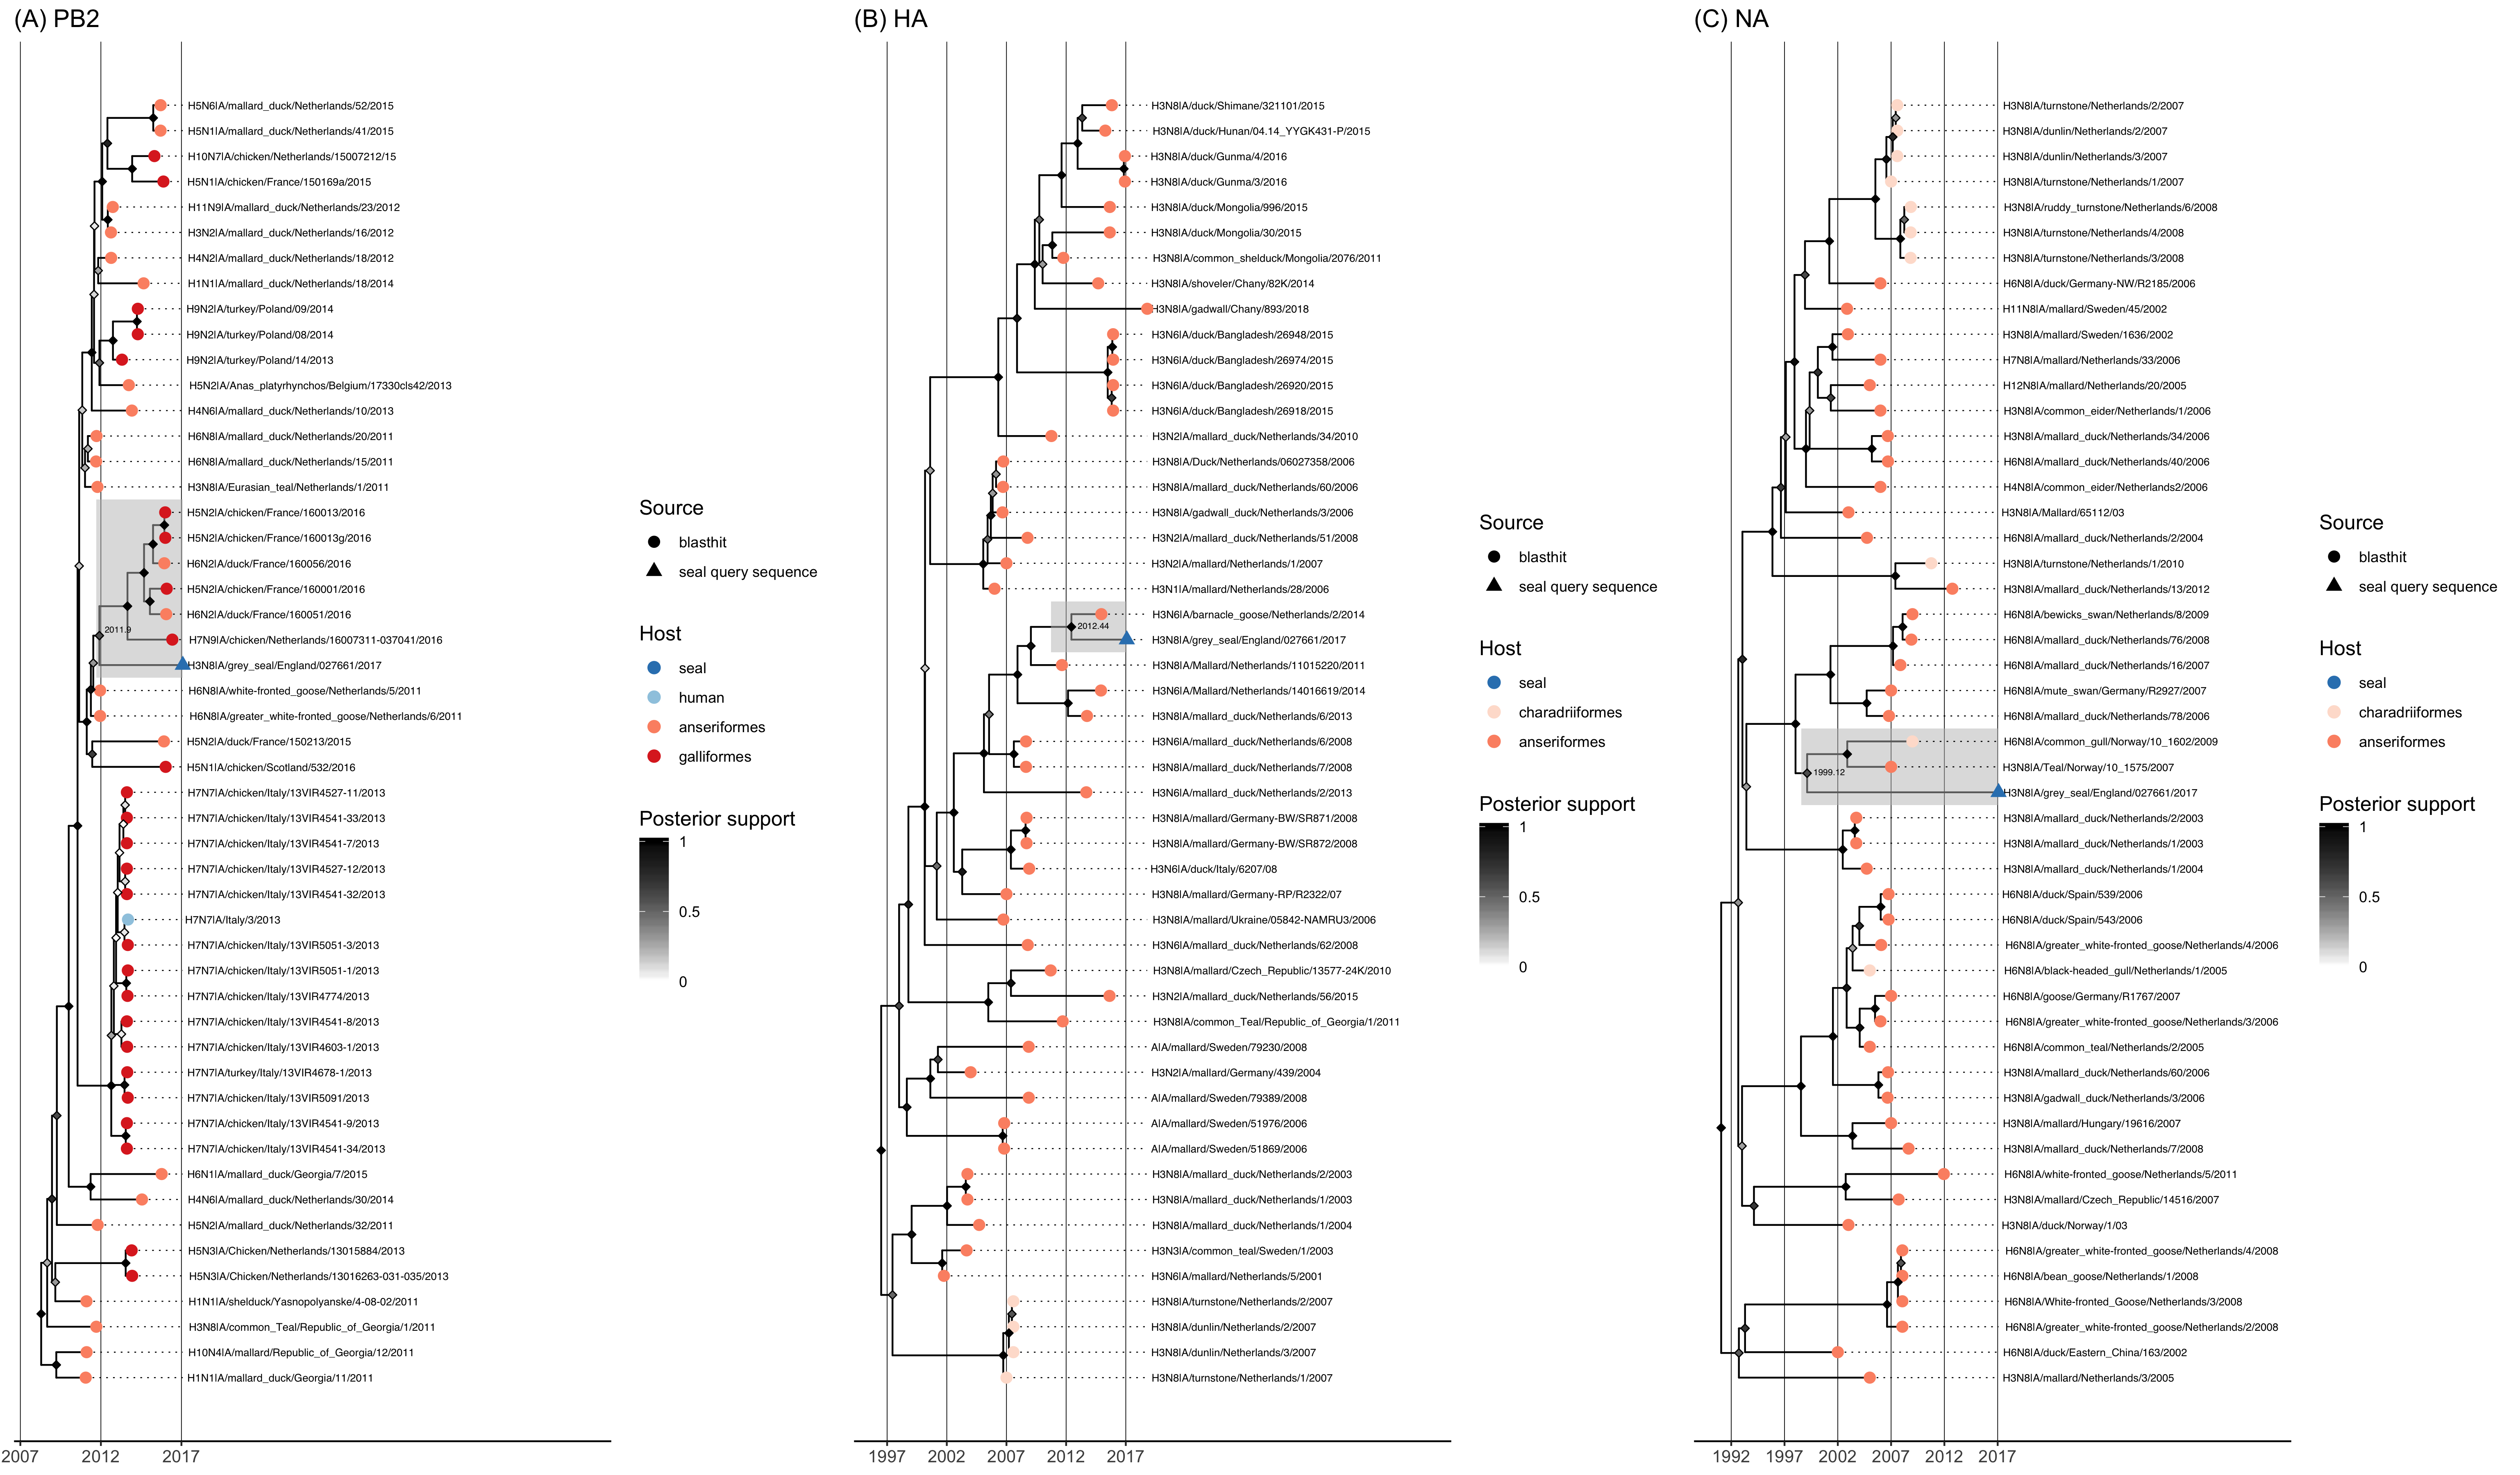 (A) PB2
H5N6|A/mallard_duck/Netherlands/52/2015
H5N1|A/mallard_duck/Netherlands/41/2015
H10N7|A/chicken/Netherlands/15007212/15
H5N1|A/chicken/France/150169a/2015
H11N9|A/mallard_duck/Netherlands/23/2012
H3N2|A/mallard_duck/Netherlands/16/2012
H4N2|A/mallard_duck/Netherlands/18/2012
H1N1|A/mallard_duck/Netherlands/18/2014
H9N2|A/turkey/Poland/09/2014
H9N2|A/turkey/Poland/08/2014
H9N2|A/turkey/Poland/14/2013
H5N2|A/Anas_platyrhynchos/Belgium/17330cls42/2013
H4N6|A/mallard_duck/Netherlands/10/2013
H6N8|A/mallard_duck/Netherlands/20/2011
H6N8|A/mallard_duck/Netherlands/15/2011
H3N8|A/Eurasian_teal/Netherlands/1/2011
H5N2|A/chicken/France/160013/2016
H5N2|A/chicken/France/160013g/2016
H6N2|A/duck/France/160056/2016
H5N2|A/chicken/France/160001/2016
H6N2|A/duck/France/160051/2016
2011.9
H7N9|A/chicken/Netherlands/16007311-037041/2016
H3N8|A/grey_seal/England/027661/2017
H6N8|A/white-fronted_goose/Netherlands/5/2011
H6N8|A/greater_white-fronted_goose/Netherlands/6/2011
H5N2|A/duck/France/150213/2015
H5N1|A/chicken/Scotland/532/2016
H7N7|A/chicken/Italy/13VIR4527-11/2013
H7N7|A/chicken/Italy/13VIR4541-33/2013
H7N7|A/chicken/Italy/13VIR4541-7/2013
H7N7|A/chicken/Italy/13VIR4527-12/2013
H7N7|A/chicken/Italy/13VIR4541-32/2013
H7N7|A/Italy/3/2013
H7N7|A/chicken/Italy/13VIR5051-3/2013
H7N7|A/chicken/Italy/13VIR5051-1/2013
H7N7|A/chicken/Italy/13VIR4774/2013
H7N7|A/chicken/Italy/13VIR4541-8/2013
H7N7|A/chicken/Italy/13VIR4603-1/2013
H7N7|A/turkey/Italy/13VIR4678-1/2013
H7N7|A/chicken/Italy/13VIR5091/2013
H7N7|A/chicken/Italy/13VIR4541-9/2013
H7N7|A/chicken/Italy/13VIR4541-34/2013
H6N1|A/mallard_duck/Georgia/7/2015
H4N6|A/mallard_duck/Netherlands/30/2014
H5N2|A/mallard_duck/Netherlands/32/2011
H5N3|A/Chicken/Netherlands/13015884/2013
H5N3|A/Chicken/Netherlands/13016263-031-035/2013
H1N1|A/shelduck/Yasnopolyanske/4-08-02/2011
H3N8|A/common_Teal/Republic_of_Georgia/1/2011
H10N4|A/mallard/Republic_of_Georgia/12/2011
H1N1|A/mallard_duck/Georgia/11/2011
2007 2012 2017
Source
blasthit
seal query sequence
Host
seal
human
anseriformes
galliformes
Posterior support
1
0.5
0
(B) HA
H3N8|A/duck/Shimane/321101/2015
H3N8|A/duck/Hunan/04.14_YYGK431-P/2015
H3N8|A/duck/Gunma/4/2016
H3N8|A/duck/Gunma/3/2016
H3N8|A/duck/Mongolia/996/2015
H3N8|A/duck/Mongolia/30/2015
H3N8|A/common_shelduck/Mongolia/2076/2011
H3N8|A/shoveler/Chany/82K/2014
H3N8|A/gadwall/Chany/893/2018
H3N6|A/duck/Bangladesh/26948/2015
H3N6|A/duck/Bangladesh/26974/2015
H3N6|A/duck/Bangladesh/26920/2015
H3N6|A/duck/Bangladesh/26918/2015
H3N2|A/mallard_duck/Netherlands/34/2010
H3N8|A/Duck/Netherlands/06027358/2006
H3N8|A/mallard_duck/Netherlands/60/2006
H3N8|A/gadwall_duck/Netherlands/3/2006
H3N2|A/mallard_duck/Netherlands/51/2008
H3N2|A/mallard/Netherlands/1/2007
H3N1|A/mallard/Netherlands/28/2006
H3N6|A/barnacle_goose/Netherlands/2/2014
2012.44
H3N8|A/grey_seal/England/027661/2017
H3N8|A/Mallard/Netherlands/11015220/2011
H3N6|A/Mallard/Netherlands/14016619/2014
H3N8|A/mallard_duck/Netherlands/6/2013
H3N6|A/mallard_duck/Netherlands/6/2008
H3N8|A/mallard_duck/Netherlands/7/2008
H3N6|A/mallard_duck/Netherlands/2/2013
H3N8|A/mallard/Germany-BW/SR871/2008
H3N8|A/mallard/Germany-BW/SR872/2008
H3N6|A/duck/Italy/6207/08
H3N8|A/mallard/Germany-RP/R2322/07
H3N8|A/mallard/Ukraine/05842-NAMRU3/2006
H3N6|A/mallard_duck/Netherlands/62/2008
H3N8|A/mallard/Czech_Republic/13577-24K/2010
H3N2|A/mallard_duck/Netherlands/56/2015
H3N8|A/common_Teal/Republic_of_Georgia/1/2011
A|A/mallard/Sweden/79230/2008
H3N2|A/mallard/Germany/439/2004
A|A/mallard/Sweden/79389/2008
A|A/mallard/Sweden/51976/2006
A|A/mallard/Sweden/51869/2006
H3N8|A/mallard_duck/Netherlands/2/2003
H3N8|A/mallard_duck/Netherlands/1/2003
H3N8|A/mallard_duck/Netherlands/1/2004
H3N3|A/common_teal/Sweden/1/2003
H3N6|A/mallard/Netherlands/5/2001
H3N8|A/turnstone/Netherlands/2/2007
H3N8|A/dunlin/Netherlands/2/2007
H3N8|A/dunlin/Netherlands/3/2007
H3N8|A/turnstone/Netherlands/1/2007
1997 2002 2007 2012 2017
Source
blasthit
seal query sequence
Host
seal
charadriiformes
anseriformes
Posterior support
1
0.5
0
(C) NA
H3N8|A/turnstone/Netherlands/2/2007
H3N8|A/dunlin/Netherlands/2/2007
H3N8|A/dunlin/Netherlands/3/2007
H3N8|A/turnstone/Netherlands/1/2007
H3N8|A/ruddy_turnstone/Netherlands/6/2008
H3N8|A/turnstone/Netherlands/4/2008
H3N8|A/turnstone/Netherlands/3/2008
H6N8|A/duck/Germany-NW/R2185/2006
H11N8|A/mallard/Sweden/45/2002
H3N8|A/mallard/Sweden/1636/2002
H7N8|A/mallard/Netherlands/33/2006
H12N8|A/mallard/Netherlands/20/2005
H3N8|A/common_eider/Netherlands/1/2006
H3N8|A/mallard_duck/Netherlands/34/2006
H6N8|A/mallard_duck/Netherlands/40/2006
H4N8|A/common_eider/Netherlands2/2006
H3N8|A/Mallard/65112/03
H6N8|A/mallard_duck/Netherlands/2/2004
H3N8|A/turnstone/Netherlands/1/2010
H3N8|A/mallard_duck/Netherlands/13/2012
H6N8|A/bewicks_swan/Netherlands/8/2009
H6N8|A/mallard_duck/Netherlands/76/2008
H6N8|A/mallard_duck/Netherlands/16/2007
H6N8|A/mute_swan/Germany/R2927/2007
H6N8|A/mallard_duck/Netherlands/78/2006
H6N8|A/common_gull/Norway/10_1602/2009
H3N8|A/Teal/Norway/10_1575/2007
1999.12
H3N8|A/grey_seal/England/027661/2017
H3N8|A/mallard_duck/Netherlands/2/2003
H3N8|A/mallard_duck/Netherlands/1/2003
H3N8|A/mallard_duck/Netherlands/1/2004
H6N8|A/duck/Spain/539/2006
H6N8|A/duck/Spain/543/2006
H6N8|A/greater_white-fronted_goose/Netherlands/4/2006
H6N8|A/black-headed_gull/Netherlands/1/2005
H6N8|A/goose/Germany/R1767/2007
H6N8|A/greater_white-fronted_goose/Netherlands/3/2006
H6N8|A/common_teal/Netherlands/2/2005
H3N8|A/mallard_duck/Netherlands/60/2006
H3N8|A/gadwall_duck/Netherlands/3/2006
H3N8|A/mallard/Hungary/19616/2007
H3N8|A/mallard_duck/Netherlands/7/2008
H6N8|A/white-fronted_goose/Netherlands/5/2011
H3N8|A/mallard/Czech_Republic/14516/2007
H3N8|A/duck/Norway/1/03
H6N8|A/greater_white-fronted_goose/Netherlands/4/2008
H6N8|A/bean_goose/Netherlands/1/2008
H6N8|A/White-fronted_Goose/Netherlands/3/2008
H6N8|A/greater_white-fronted_goose/Netherlands/2/2008
H6N8|A/duck/Eastern_China/163/2002
H3N8|A/mallard/Netherlands/3/2005
1992 1997 2002 2007 2012 2017
Source
blasthit
seal query sequence
Host
seal
charadriiformes
anseriformes
Posterior support
1
0.5
0